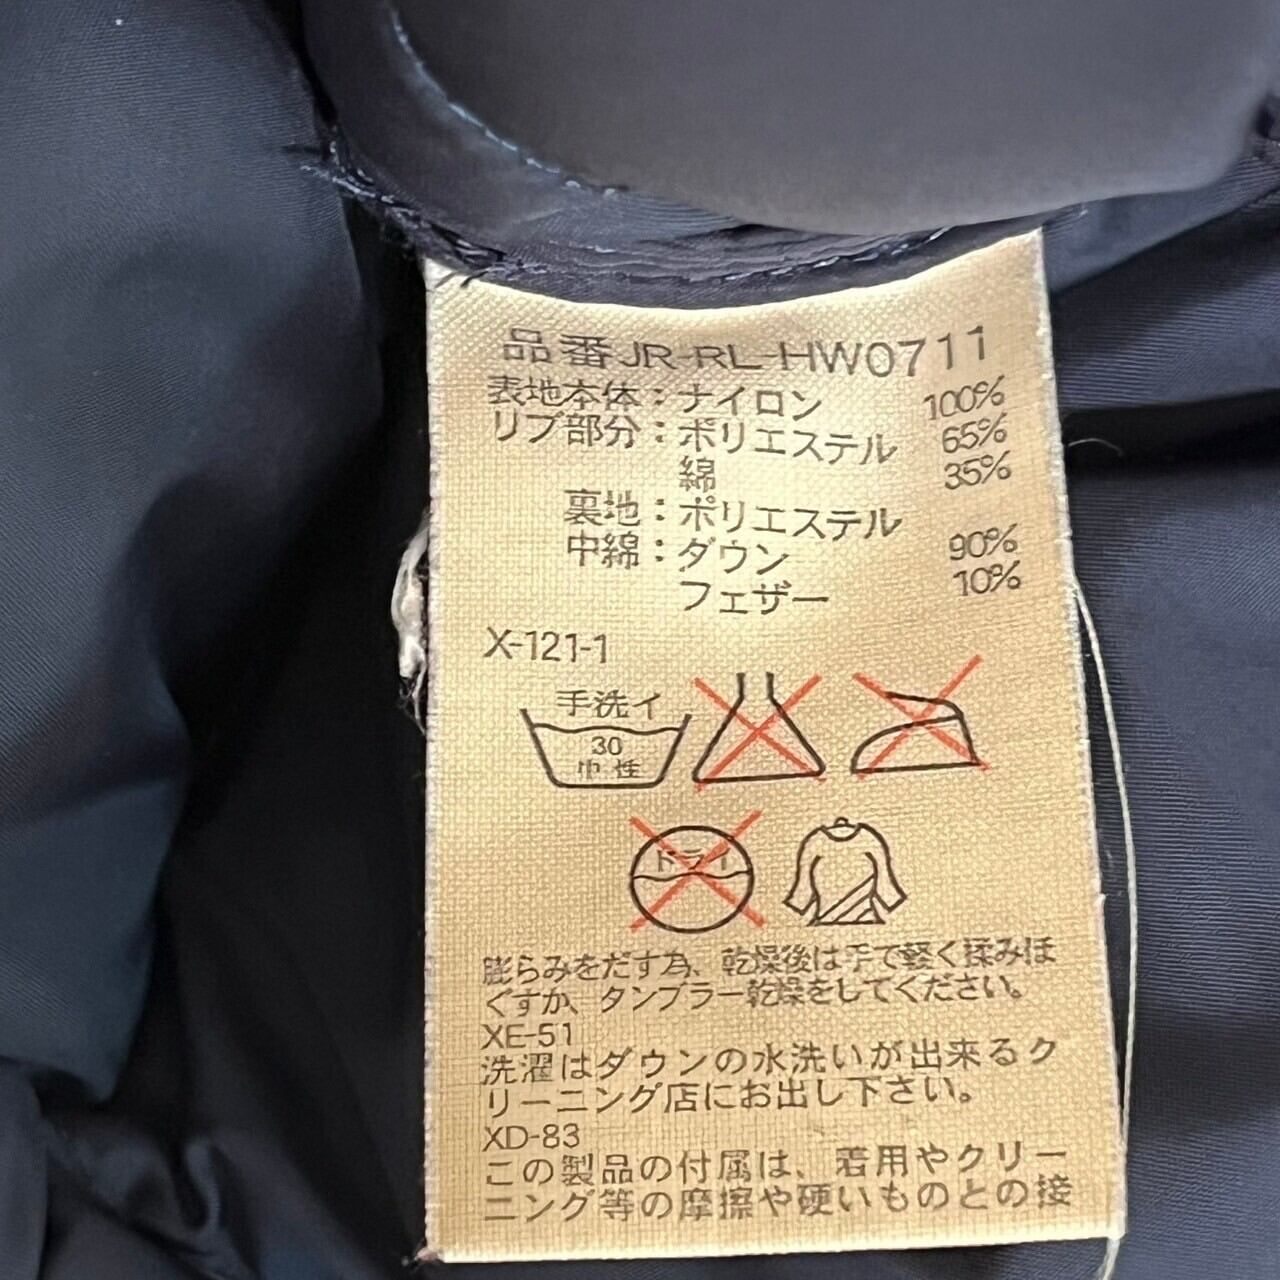 品番 JR-RL-HW0711
表地本体：ナイロン 100%
リブ部分：ポリエステル 65%
綿 35%
裏地：ポリエステル
中綿：ダウン 90%
フェザー 10%
X-121-1
手洗イ
30
中性
ドライ
膨らみをだす為、乾燥後は手で軽く揉みほ
ぐすか、タンブラー乾燥をしてください。
XE-51
洗濯はダウンの水洗いが出来るク
リーニング店にお出し下さい。
XD-83
この製品の付属は、着用やクリー
ニング等の摩擦や硬いものとの接